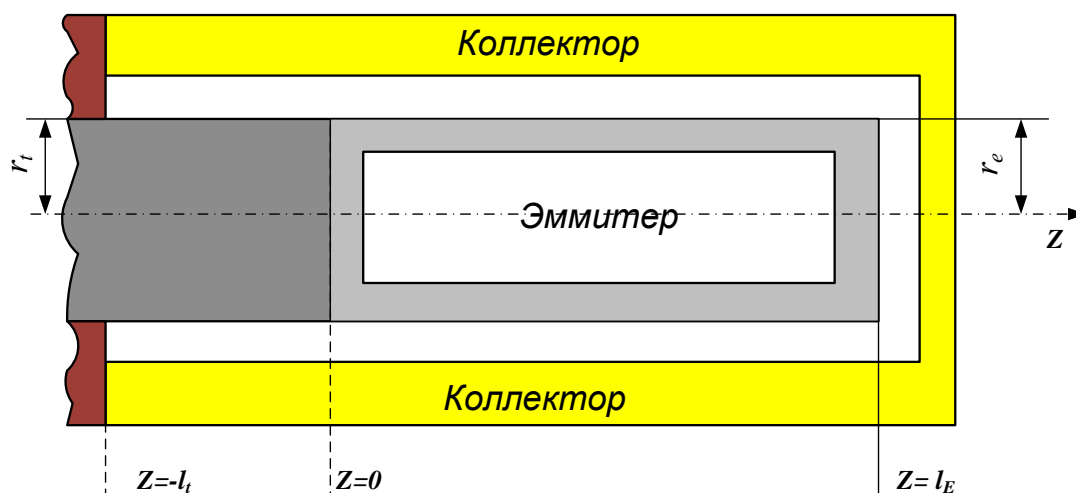 Коллектор
r_t
r_e
Эммитер
Z
Коллектор
Z=-l_t
Z=0
Z= l_E